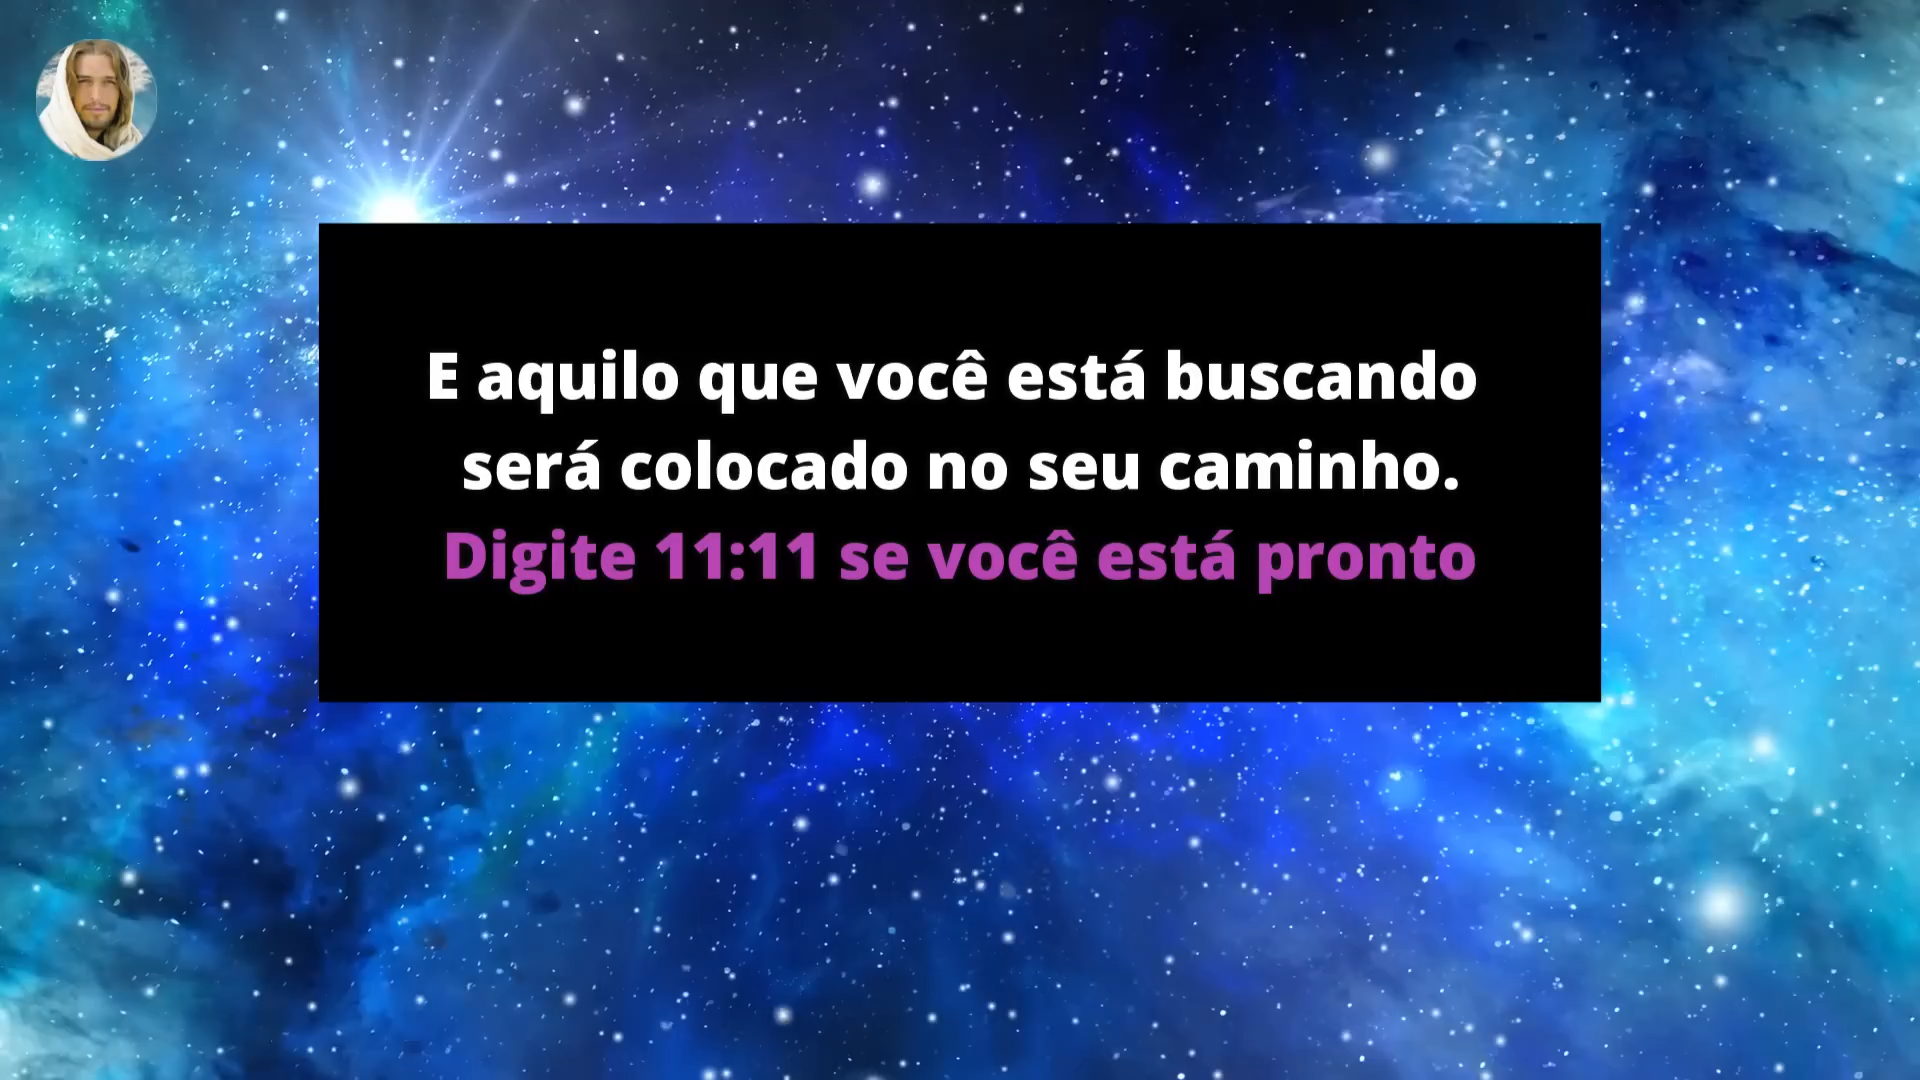 E aquilo que você está buscando
será colocado no seu caminho.
Digite 11:11 se você está pronto